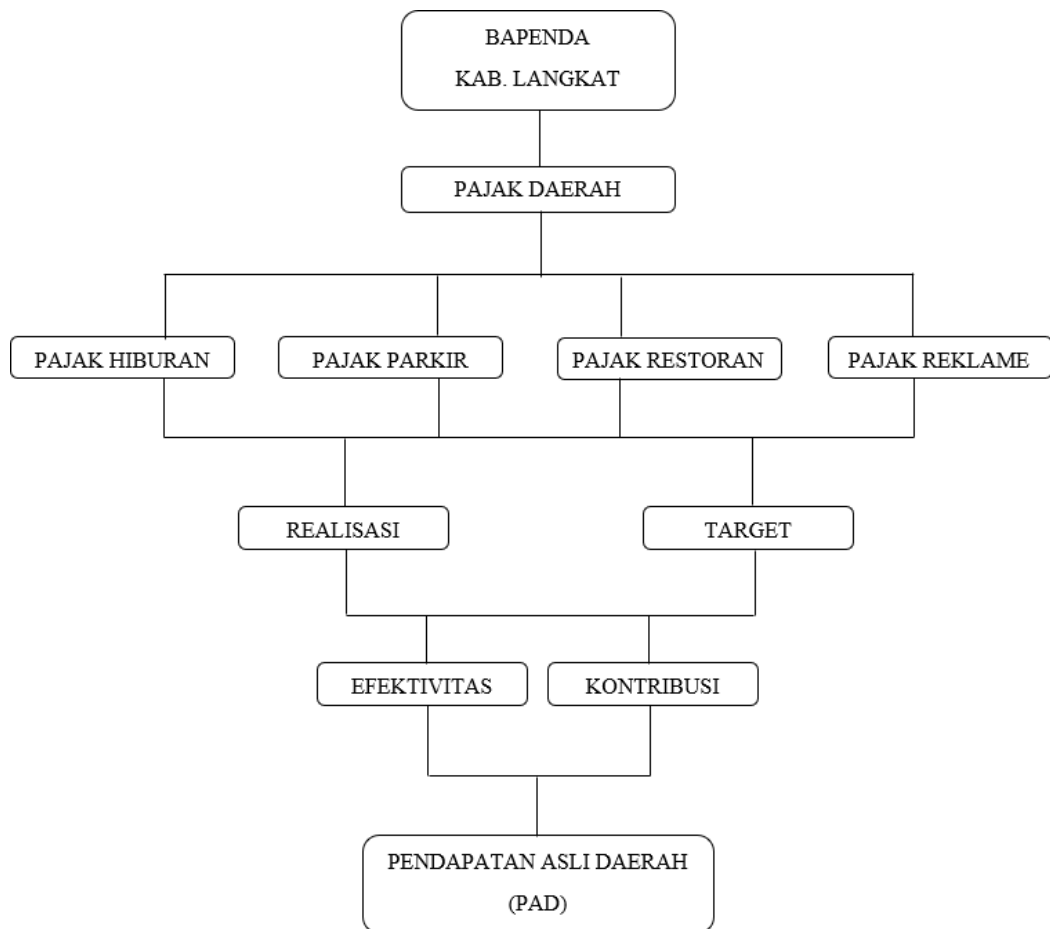 BAPENDA
KAB. LANGKAT
PAJAK DAERAH
PAJAK HIBURAN
PAJAK PARKIR
PAJAK RESTORAN
PAJAK REKLAME
REALISASI
TARGET
EFEKTIVITAS
KONTRIBUSI
PENDAPATAN ASLI DAERAH
(PAD)